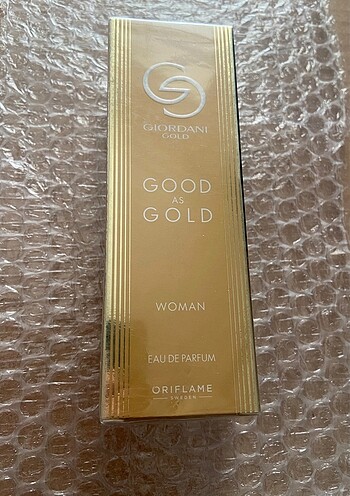 GIORDANI
GOLD
GOOD
AS
GOLD
WOMAN
EAU DE PARFUM
ORIFLAME
SWEDEN